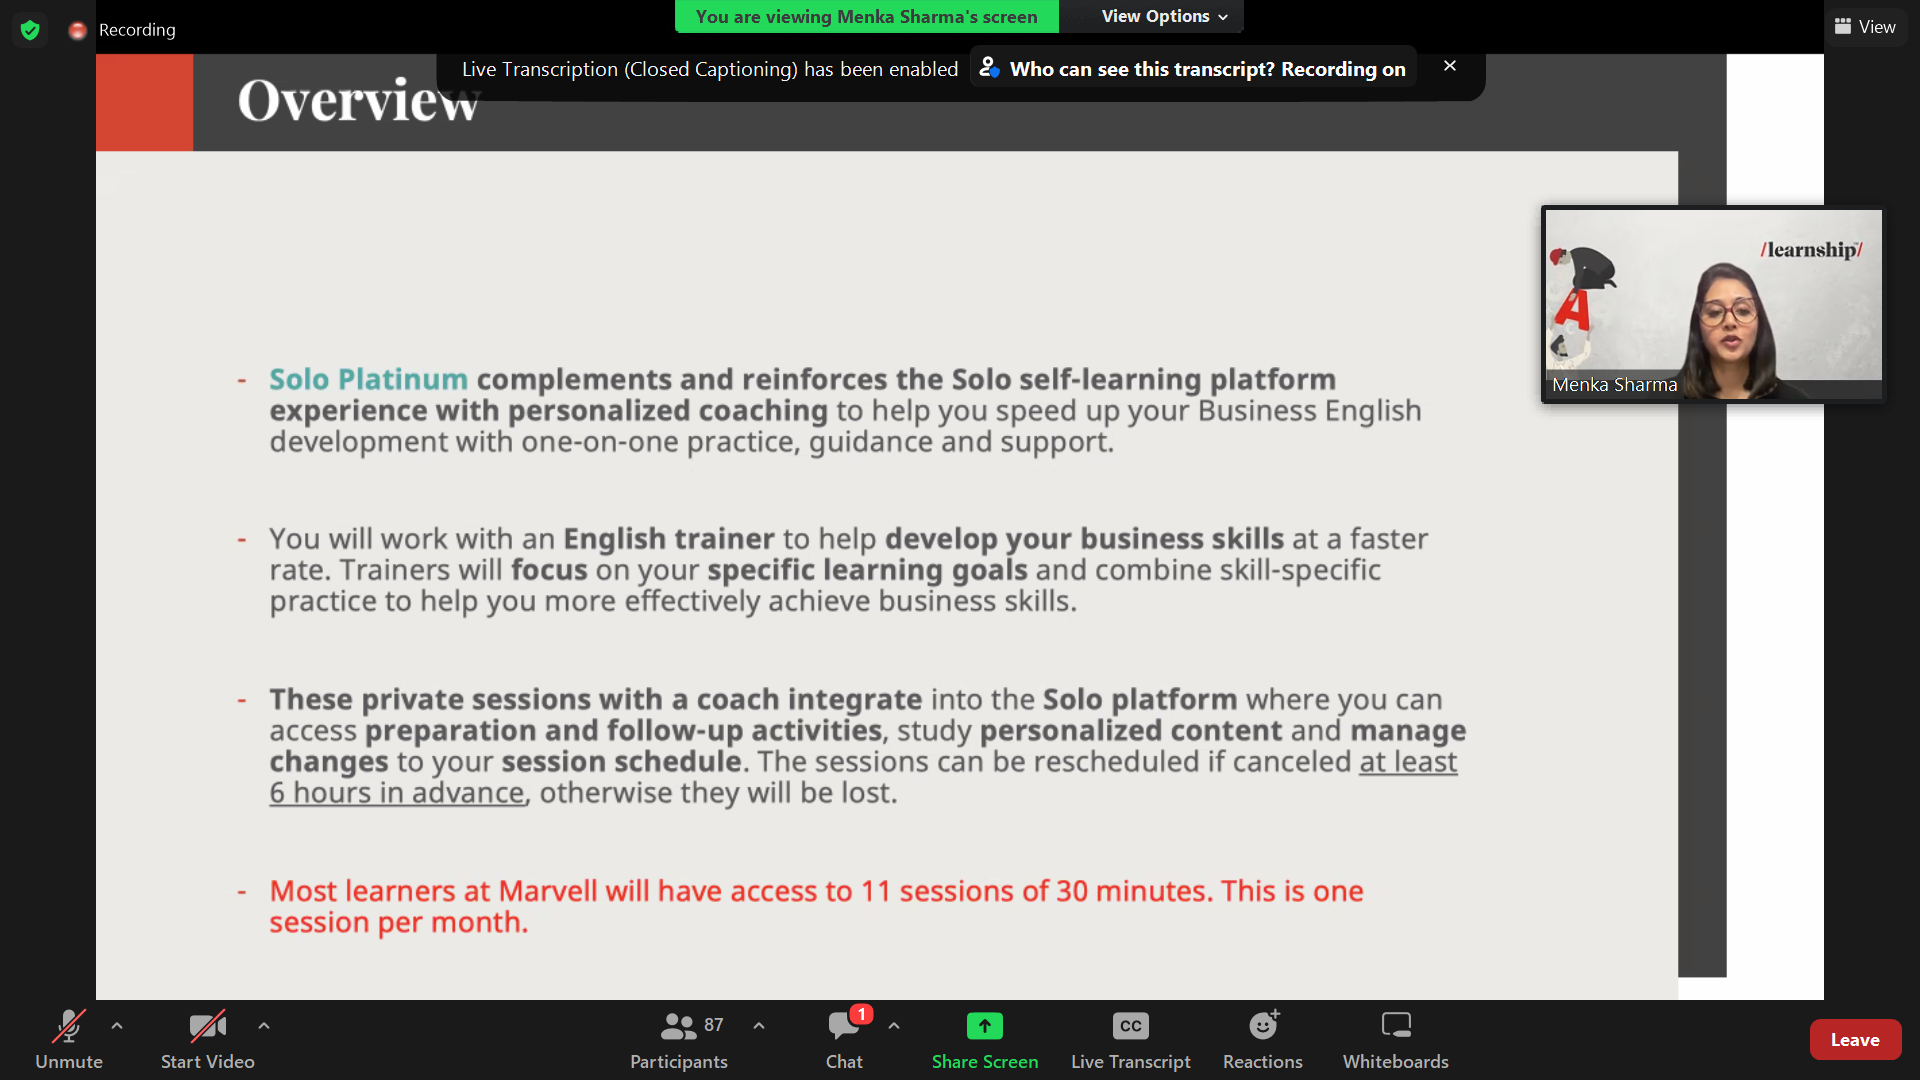 You are viewing Menka Sharma's screen
View Options
Recording
View
Live Transcription (Closed Captioning) has been enabled
Who can see this transcript? Recording on
Overview
/learnship/
A
Menka Sharma
- Solo Platinum complements and reinforces the Solo self-learning platform
experience with personalized coaching to help you speed up your Business English
development with one-on-one practice, guidance and support.
- You will work with an English trainer to help develop your business skills at a faster
rate. Trainers will focus on your specific learning goals and combine skill-specific
practice to help you more effectively achieve business skills.
- These private sessions with a coach integrate into the Solo platform where you can
access preparation and follow-up activities, study personalized content and manage
changes to your session schedule. The sessions can be rescheduled if canceled at least
6 hours in advance, otherwise they will be lost.
- Most learners at Marvell will have access to 11 sessions of 30 minutes. This is one
session per month.
87
1
CC
Unmute
Start Video
Participants
Chat
Share Screen
Live Transcript
Reactions
Whiteboards
Leave